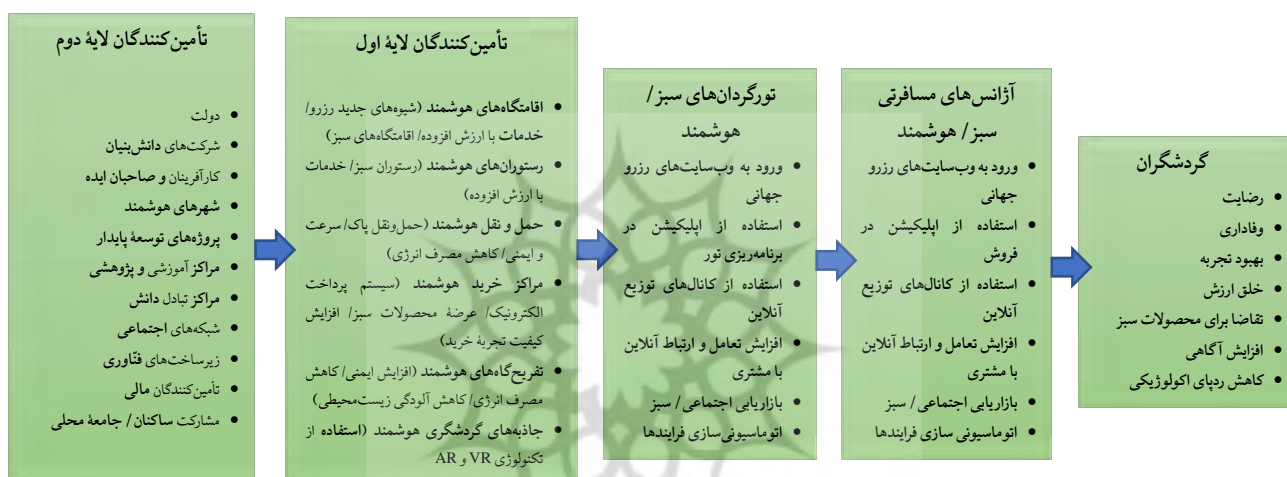 تأمین‌کنندگان لایهٔ دوم
• دولت
• شرکت‌های دانش‌بنیان
• کارآفرینان و صاحبان ایده
• شهرهای هوشمند
• پروژه‌های توسعهٔ پایدار
• مراکز آموزشی و پژوهشی
• مراکز تبادل دانش
• شبکه‌های اجتماعی
• زیرساخت‌های فنّاوری
• تأمین‌کنندگان مالی
• مشارکت ساکنان/ جامعهٔ محلی
تأمین‌کنندگان لایهٔ اول
• اقامتگاه‌های هوشمند (شیوه‌های جدید رزرو/
خدمات با ارزش افزوده/ اقامتگاه‌های سبز)
• رستوران‌های هوشمند (رستوران سبز/ خدمات
با ارزش افزوده)
• حمل و نقل هوشمند (حمل‌ونقل پاک/ سرعت
و ایمنی/ کاهش مصرف انرژی)
• مراکز خرید هوشمند (سیستم پرداخت
الکترونیک/ عرضهٔ محصولات سبز/ افزایش
کیفیت تجربهٔ خرید)
• تفریح‌گاه‌های هوشمند (افزایش ایمنی/ کاهش
مصرف انرژی/ کاهش آلودگی زیست‌محیطی)
• جاذبه‌های گردشگری هوشمند (استفاده از
تکنولوژی VR و AR
تورگردان‌های سبز/
هوشمند
• ورود به وب‌سایت‌های رزرو
جهانی
• استفاده از اپلیکیشن در
برنامه‌ریزی تور
• استفاده از کانال‌های توزیع
آنلاین
• افزایش تعامل و ارتباط آنلاین
با مشتری
• بازاریابی اجتماعی/ سبز
• اتوماسیونی‌سازی فرایندها
آژانس‌های مسافرتی
سبز/ هوشمند
• ورود به وب‌سایت‌های رزرو
جهانی
• استفاده از اپلیکیشن در
فروش
• استفاده از کانال‌های توزیع
آنلاین
• افزایش تعامل و ارتباط آنلاین
با مشتری
• بازاریابی اجتماعی/ سبز
• اتوماسیونی سازی فرایندها
گردشگران
• رضایت
• وفاداری
• بهبود تجربه
• خلق ارزش
• تقاضا برای محصولات سبز
• افزایش آگاهی
• کاهش ردپای اکولوژیکی